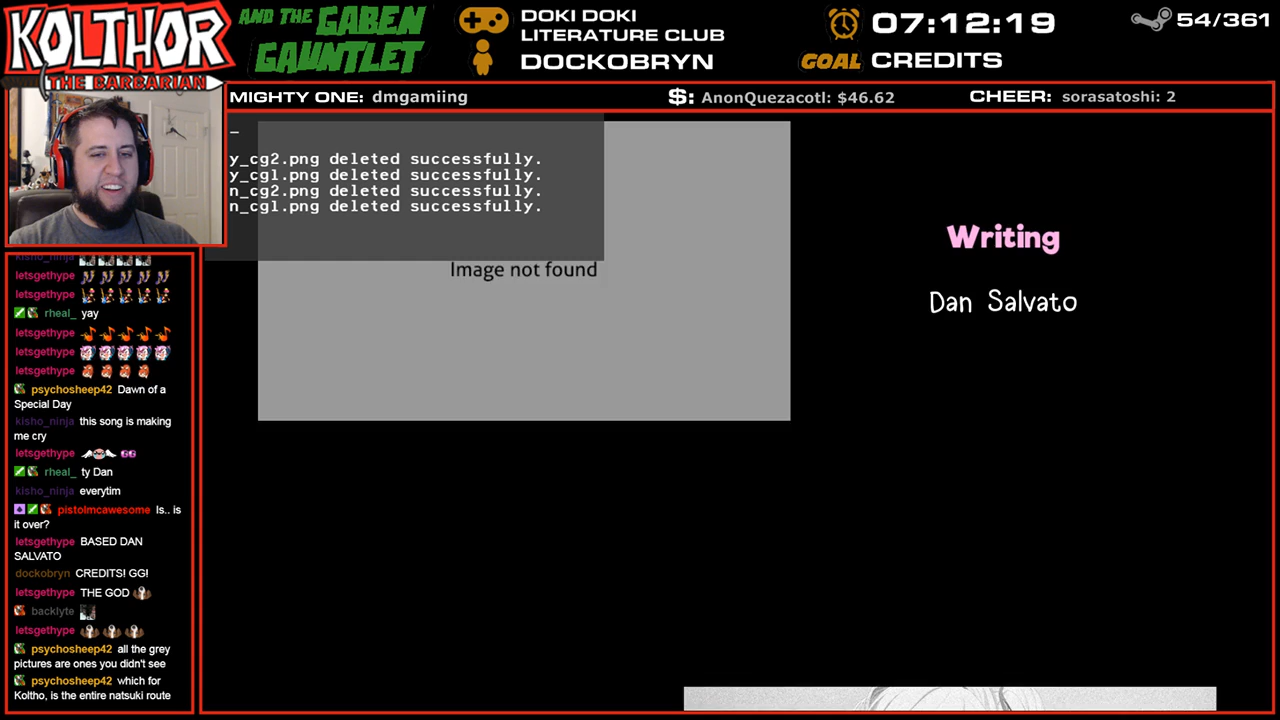 KOLTHOR
THE BARBARIAN
AND THE GABEN
GAUNTLET
DOKI DOKI
LITERATURE CLUB
DOCKOBRYN
07:12:19
GOAL CREDITS
54/361
MIGHTY ONE: dmgamiing
$: AnonQuezacotl: $46.62
CHEER: sorasatoshi: 2
_
y_cg2.png deleted successfully.
y_cg1.png deleted successfully.
n_cg2.png deleted successfully.
n_cg1.png deleted successfully.
Image not found
Writing
Dan Salvato
kisho_ninja
letsgethype
letsgethype
rheal_ yay
letsgethype
letsgethype
letsgethype
psychosheep42 Dawn of a
Special Day
kisho_ninja this song is making
me cry
letsgethype GG
rheal_ ty Dan
kisho_ninja everytim
pistolmcawesome Is.. is
it over?
letsgethype BASED DAN
SALVATO
dockobryn CREDITS! GG!
letsgethype THE GOD
backlyte
letsgethype
psychosheep42 all the grey
pictures are ones you didn't see
psychosheep42 which for
Koltho, is the entire natsuki route